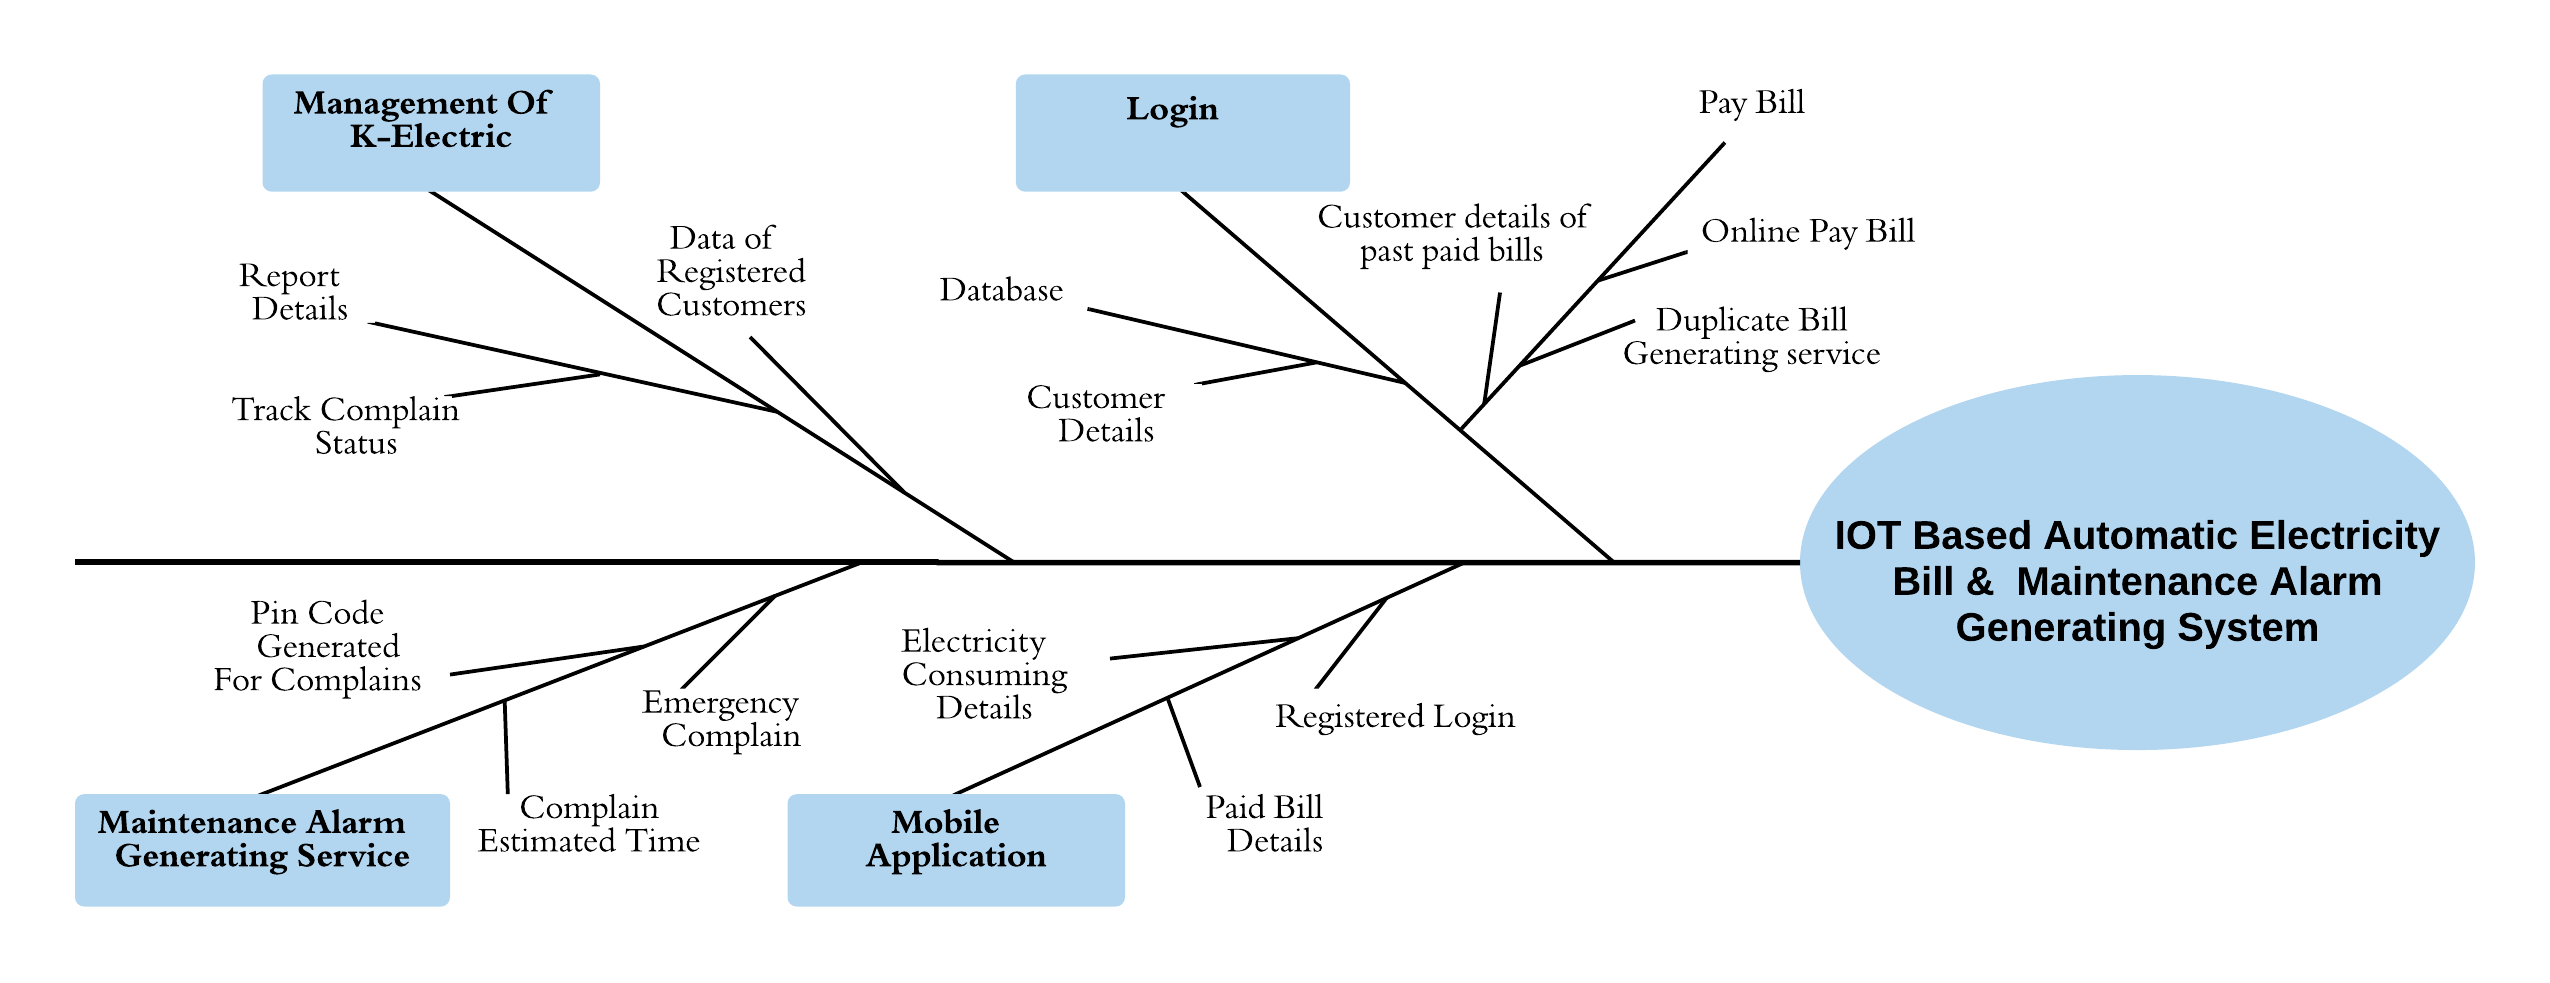 Management Of
K-Electric
Login
Pay Bill
Customer details of
past paid bills
Online Pay Bill
Data of
Registered
Customers
Report
Details
Database
Duplicate Bill
Generating service
Track Complain
Status
Customer
Details
IOT Based Automatic Electricity
Bill & Maintenance Alarm
Generating System
Pin Code
Generated
For Complains
Electricity
Consuming
Details
Emergency
Complain
Registered Login
Maintenance Alarm
Generating Service
Complain
Estimated Time
Mobile
Application
Paid Bill
Details